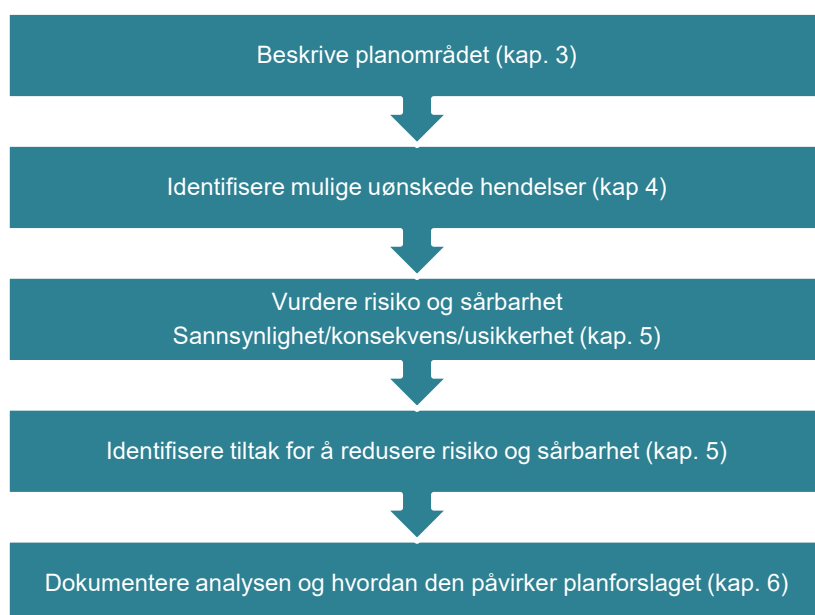 Beskrive planområdet (kap. 3)
Identifisere mulige uønskede hendelser (kap 4)
Vurdere risiko og sårbarhet
Sannsynlighet/konsekvens/usikkerhet (kap. 5)
Identifisere tiltak for å redusere risiko og sårbarhet (kap. 5)
Dokumentere analysen og hvordan den påvirker planforslaget (kap. 6)